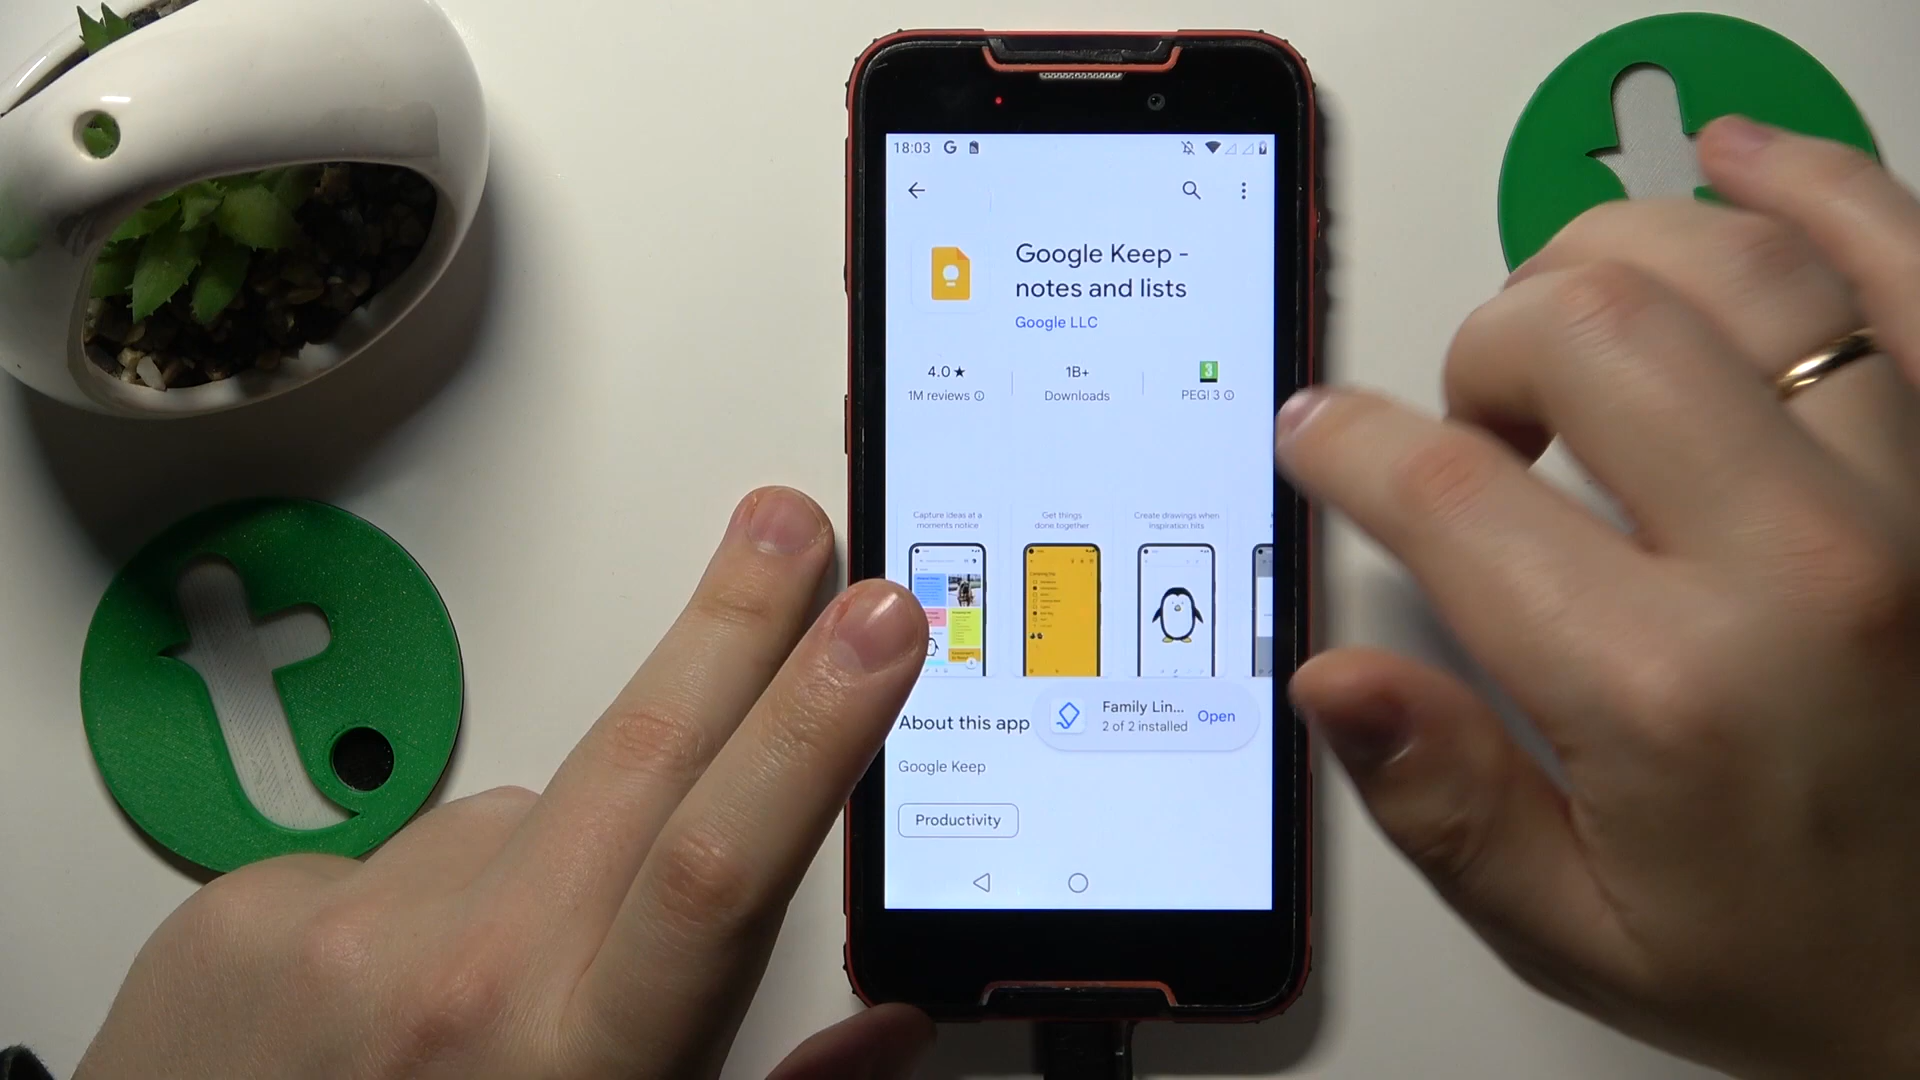 18:03
Google Keep -
notes and lists
Google LLC
4.0★
1M reviews
1B+
Downloads
3
PEGI 3
Capture ideas at a
moments notice
Get things
done together
Create drawings when
inspiration hits
About this app
Family Lin...
2 of 2 installed
Open
Google Keep
Productivity